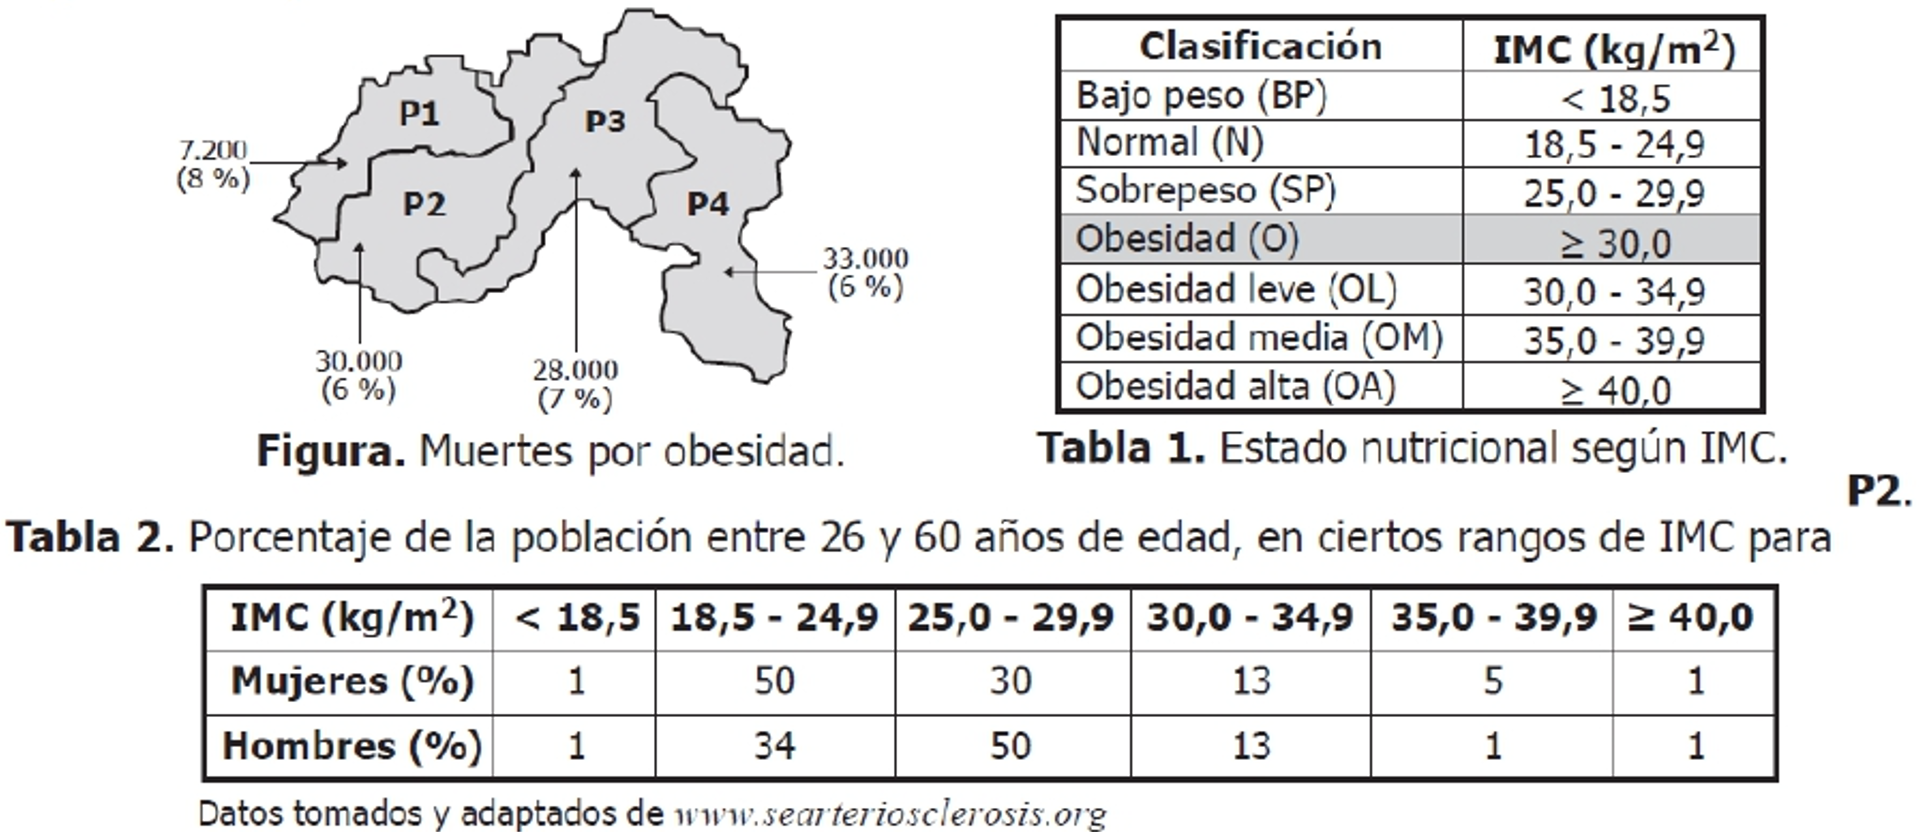 P1
P3
P2
P4
7.200
(8 %)
33.000
(6 %)
30.000
(6 %)
28.000
(7 %)
Figura. Muertes por obesidad.
Clasificación IMC (kg/m²)
Bajo peso (BP) < 18,5
Normal (N) 18,5 - 24,9
Sobrepeso (SP) 25,0 - 29,9
Obesidad (O) ≥ 30,0
Obesidad leve (OL) 30,0 - 34,9
Obesidad media (OM) 35,0 - 39,9
Obesidad alta (OA) ≥ 40,0
Tabla 1. Estado nutricional según IMC.
P2.
Tabla 2. Porcentaje de la población entre 26 y 60 años de edad, en ciertos rangos de IMC para
IMC (kg/m²) < 18,5 18,5 - 24,9 25,0 - 29,9 30,0 - 34,9 35,0 - 39,9 ≥ 40,0
Mujeres (%) 1 50 30 13 5 1
Hombres (%) 1 34 50 13 1 1
Datos tomados y adaptados de www.searteriosclerosis.org